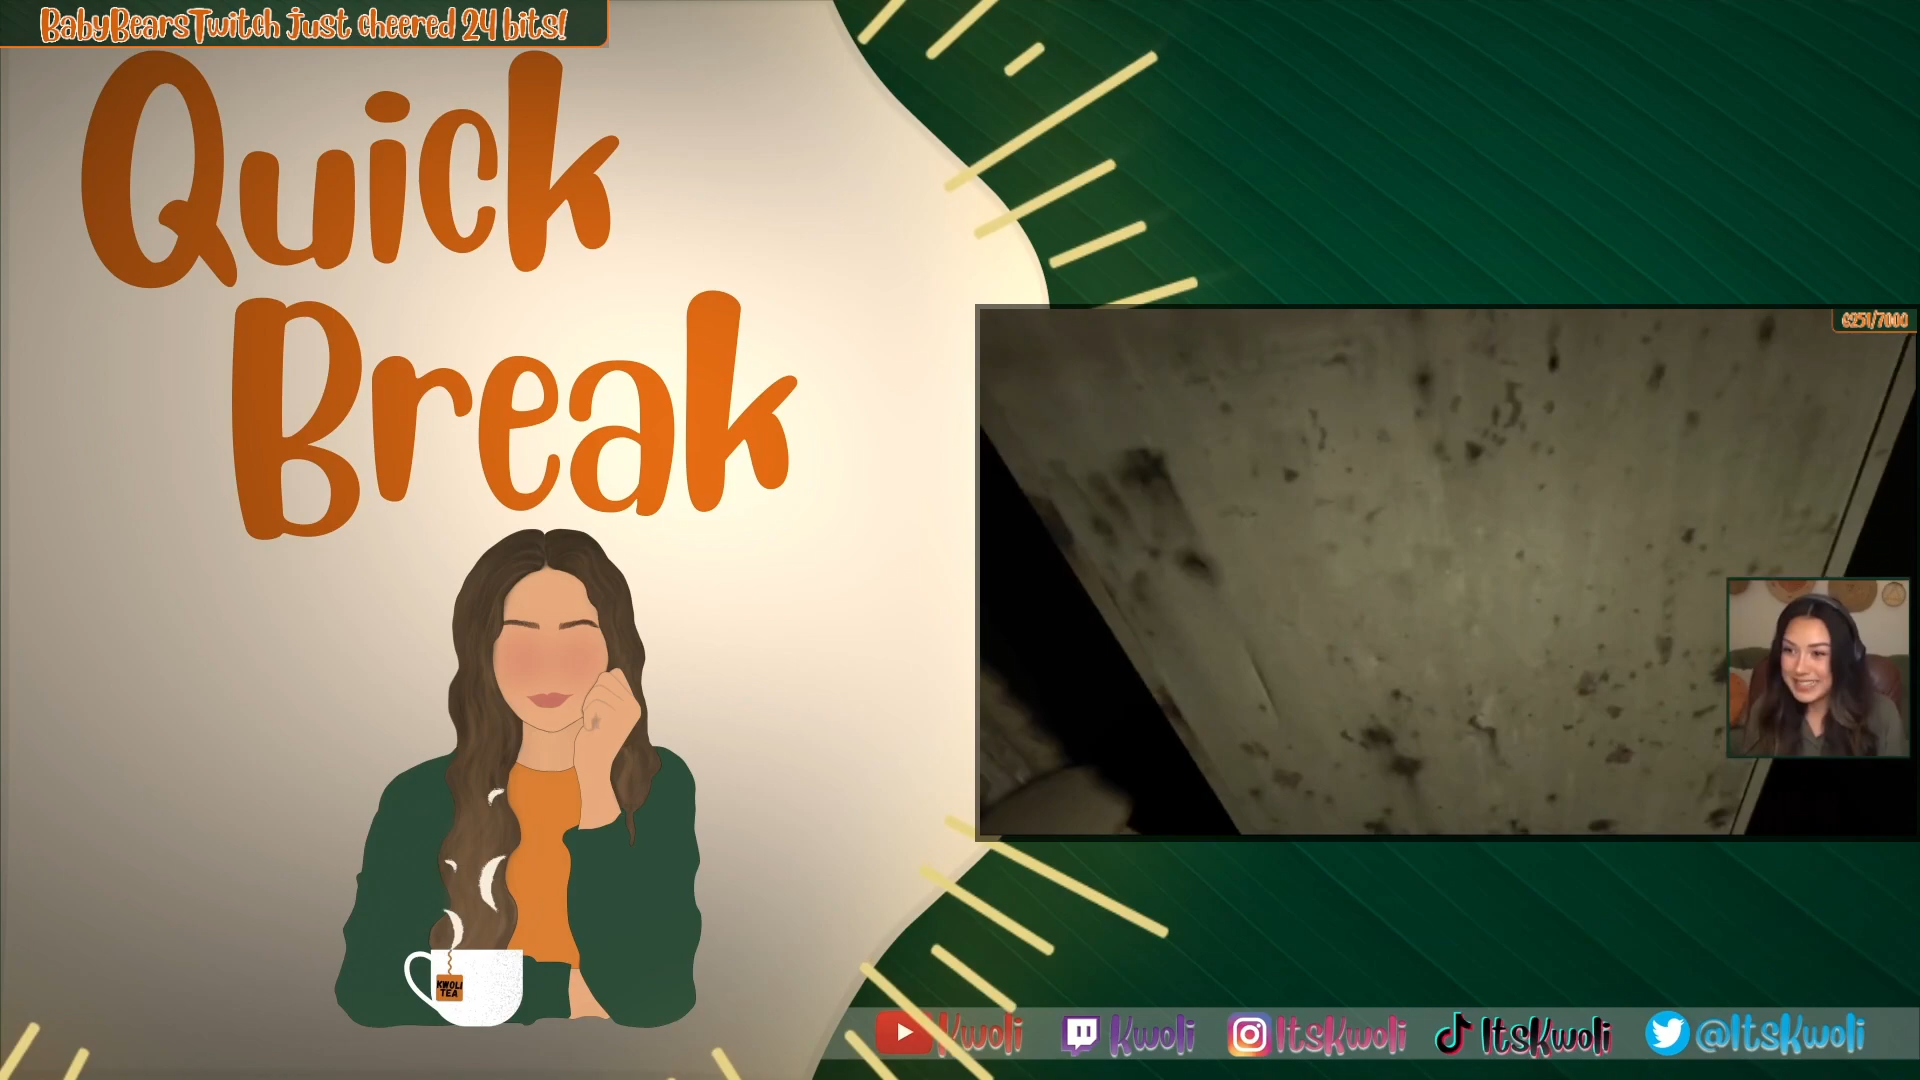 BabyBearsTwitch just cheered 24 bits!
Quick
Break
6251/7000
KWOLI
TEA
Kwoli
Kwoli
ItsKwoli
ItsKwoli
@ItsKwoli